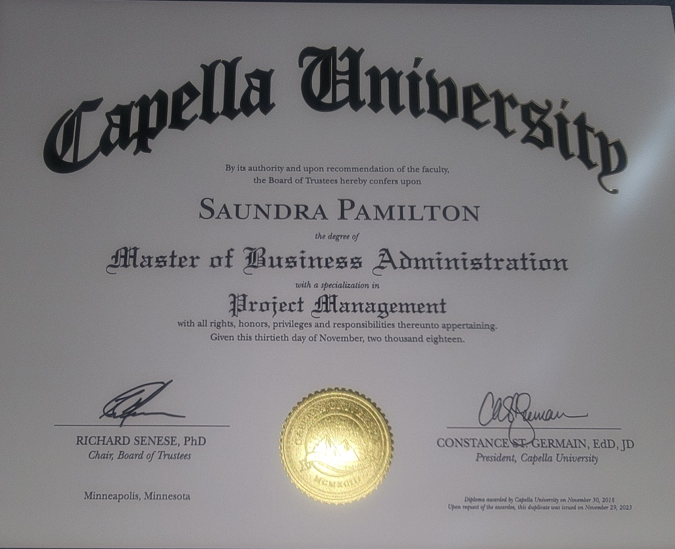 Capella University
By its authority and upon recommendation of the faculty,
the Board of Trustees hereby confers upon
SAUNDRA PAMILTON
the degree of
Master of Business Administration
with a specialization in
Project Management
with all rights, honors, privileges and responsibilities thereunto appertaining.
Given this thirtieth day of November, two thousand eighteen.
RICHARD SENESE, PhD
Chair, Board of Trustees
Minneapolis, Minnesota
CAPELLA UNIVERSITY
MCMXCIII
CONSTANCE ST. GERMAIN, EdD, JD
President, Capella University
Diploma awarded by Capella University on November 30, 2018
Upon request of the awardee, this duplicate was issued on November 29, 2023